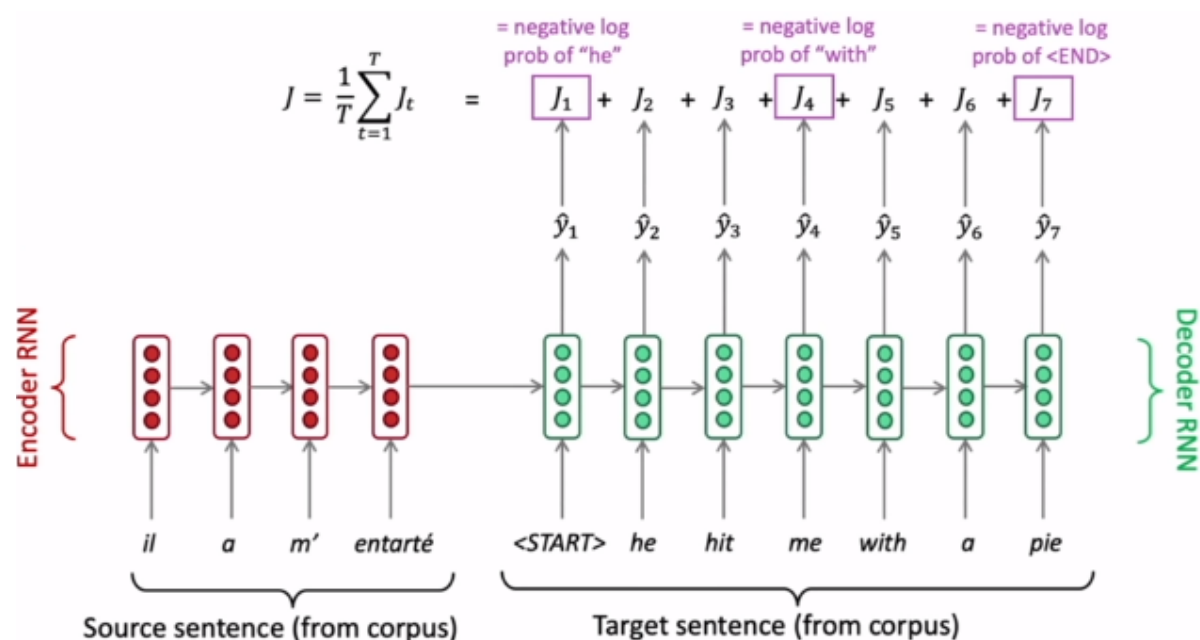 = negative log
prob of “he”
= negative log
prob of “with”
= negative log
prob of <END>
J = 1/T ∑ t=1 T J_t = J₁ + J₂ + J₃ + J₄ + J₅ + J₆ + J₇
ŷ₁ ŷ₂ ŷ₃ ŷ₄ ŷ₅ ŷ₆ ŷ₇
Encoder RNN
Decoder RNN
il a m’ entarté <START> he hit me with a pie
Source sentence (from corpus)
Target sentence (from corpus)